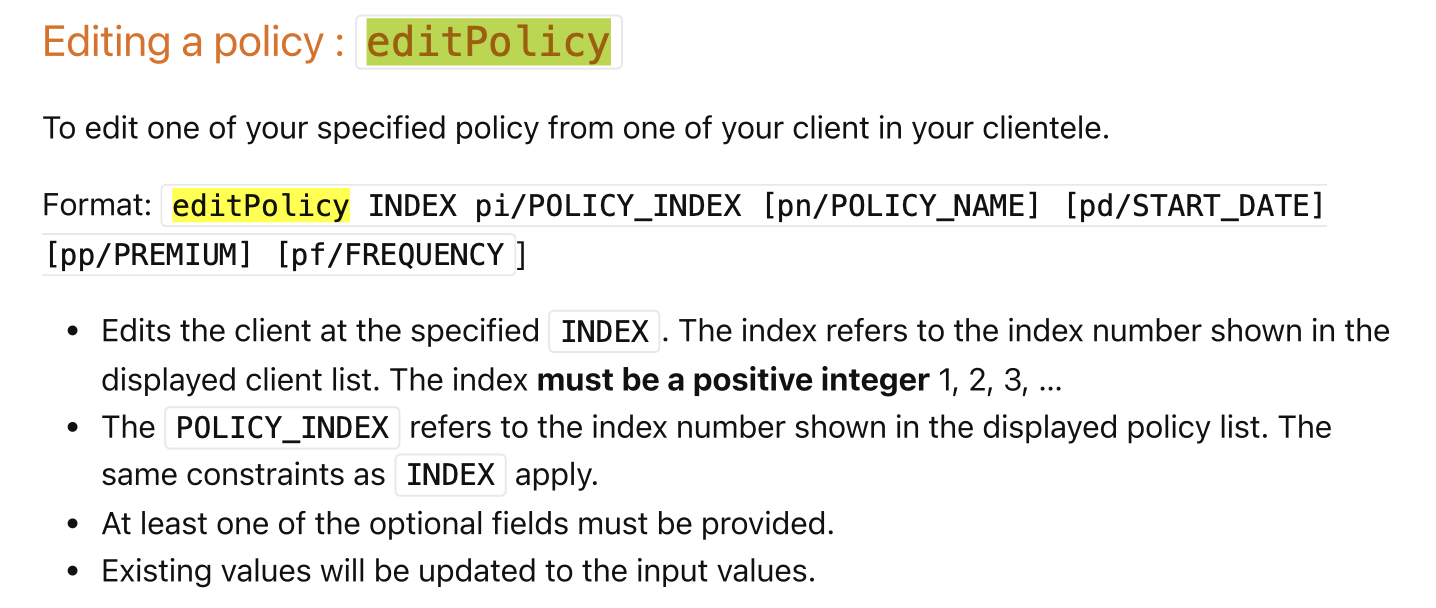 Editing a policy : editPolicy
To edit one of your specified policy from one of your client in your clientele.
Format: editPolicy INDEX pi/POLICY_INDEX [pn/POLICY_NAME] [pd/START_DATE]
[pp/PREMIUM] [pf/FREQUENCY ]
• Edits the client at the specified INDEX. The index refers to the index number shown in the
displayed client list. The index must be a positive integer 1, 2, 3, …
• The POLICY_INDEX refers to the index number shown in the displayed policy list. The
same constraints as INDEX apply.
• At least one of the optional fields must be provided.
• Existing values will be updated to the input values.